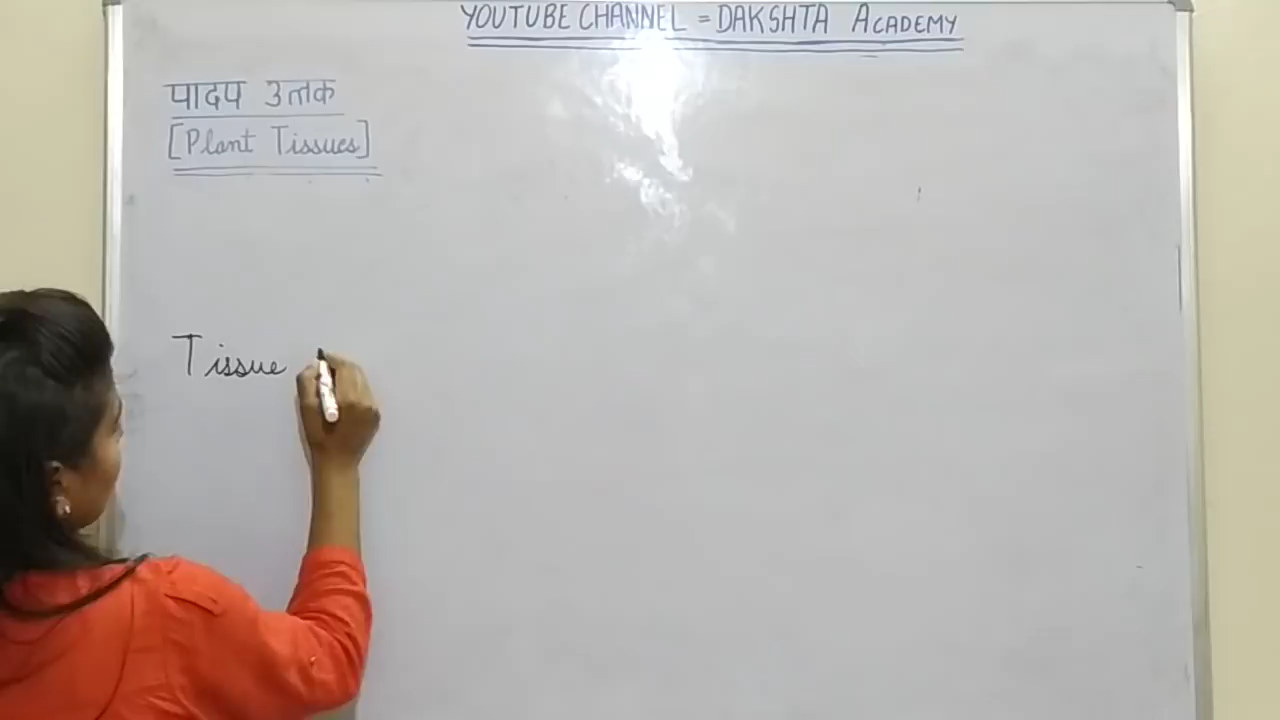 YOUTUBE CHANNEL = DAKSHTA ACADEMY
पादप उत्तक
[Plant Tissues]
Tissue